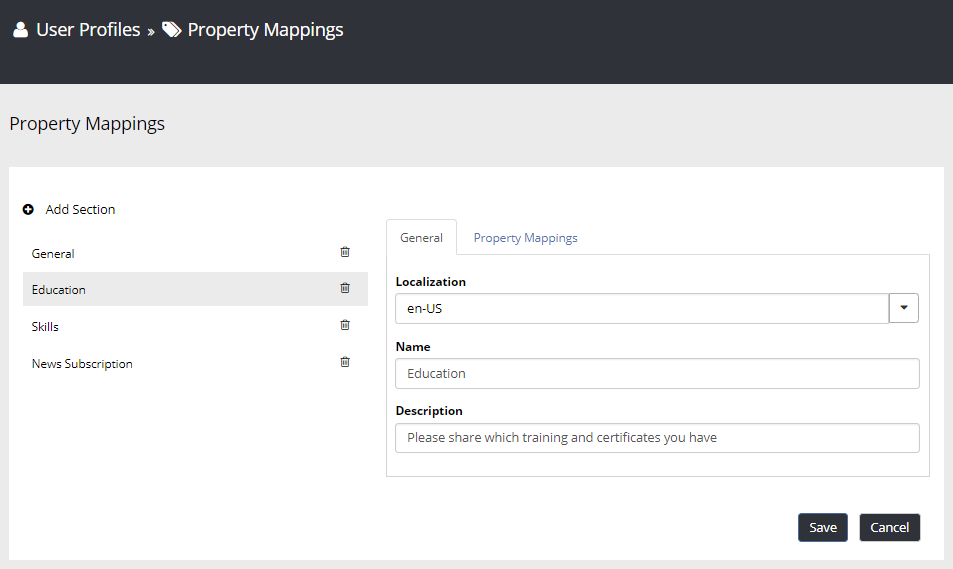 User Profiles » Property Mappings
Property Mappings
Add Section
General
Education
Skills
News Subscription
General Property Mappings
Localization
en-US
Name
Education
Description
Please share which training and certificates you have
Save Cancel